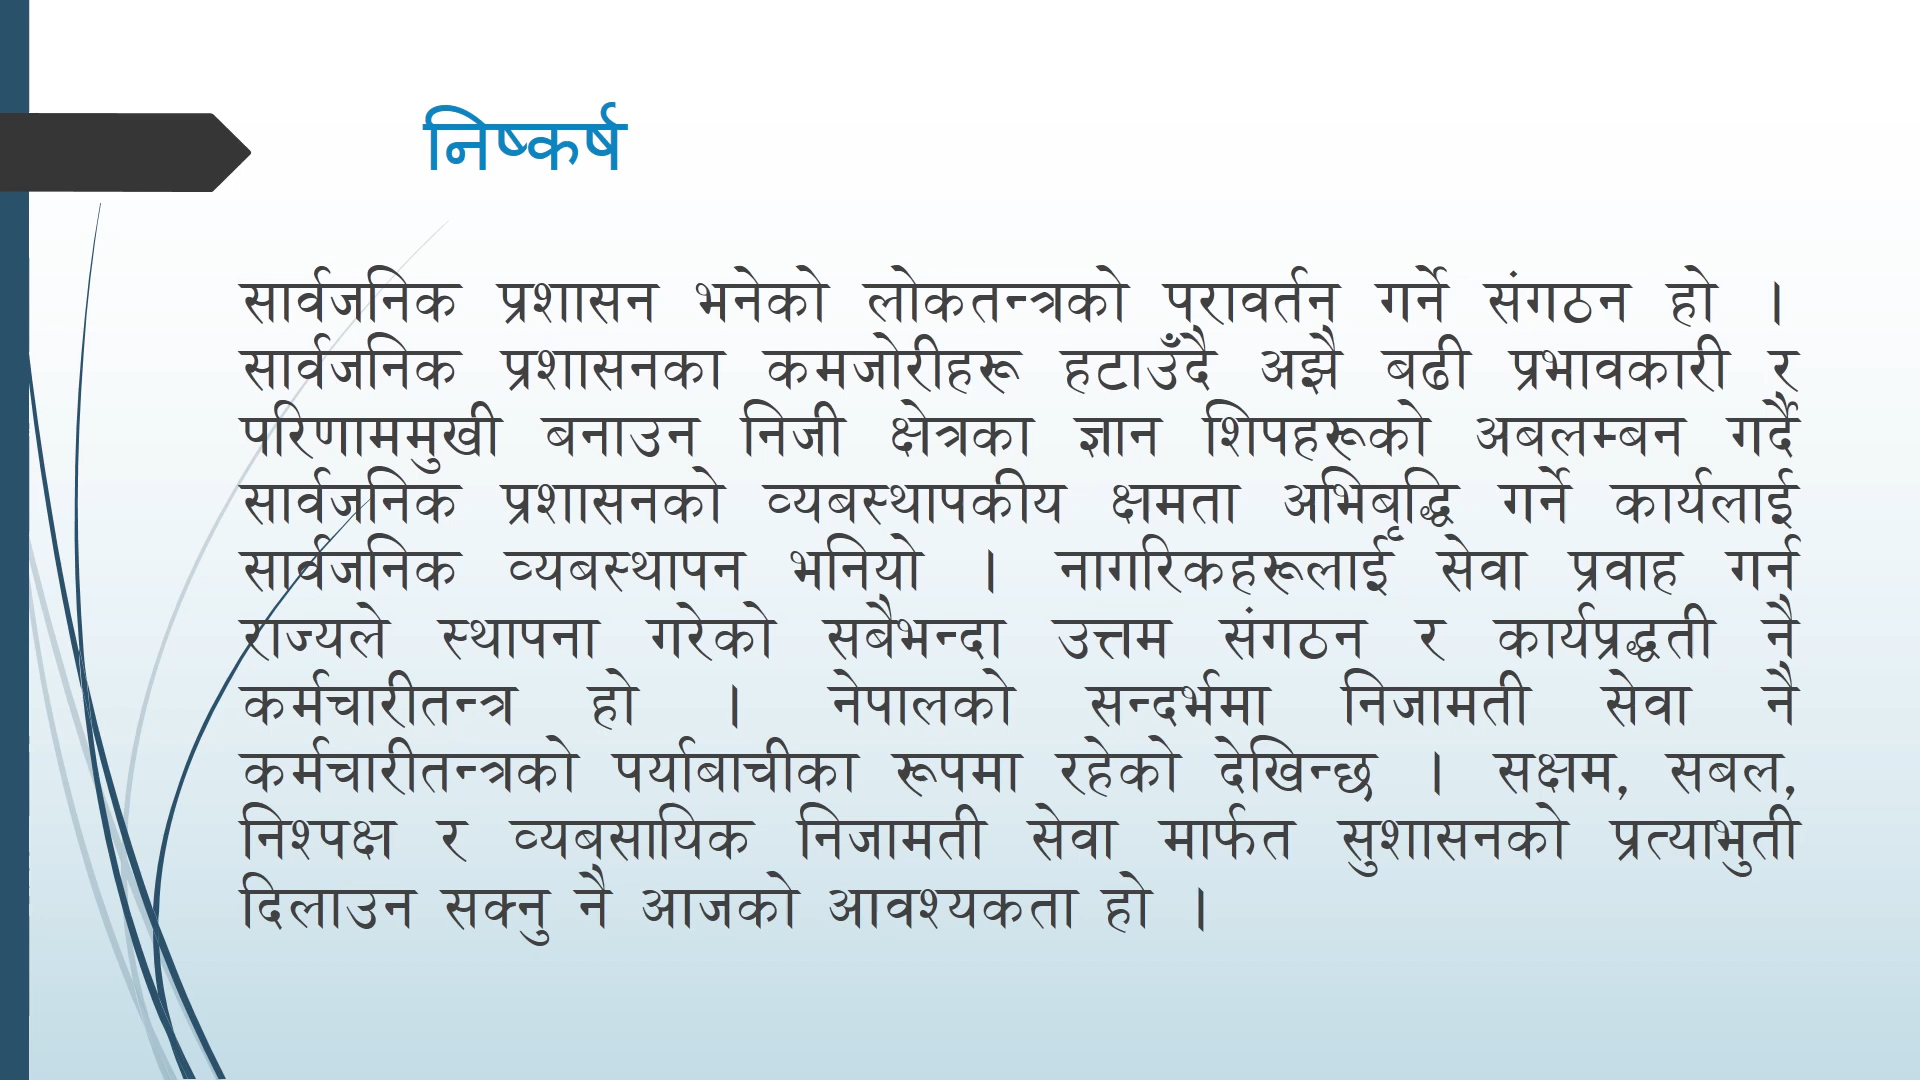 निष्कर्ष
सार्वजनिक प्रशासन भनेको लोकतन्त्रको परावर्तन गर्ने संगठन हो ।
सार्वजनिक प्रशासनका कमजोरीहरू हटाउँदै अझै बढी प्रभावकारी र
परिणाममुखी बनाउन निजी क्षेत्रका ज्ञान शिपहरूको अबलम्बन गर्दै
सार्वजनिक प्रशासनको व्यबस्थापकीय क्षमता अभिबृद्धि गर्ने कार्यलाई
सार्वजनिक व्यबस्थापन भनियो । नागरिकहरूलाई सेवा प्रवाह गर्न
राज्यले स्थापना गरेको सबैभन्दा उत्तम संगठन र कार्यप्रद्धती नै
कर्मचारीतन्त्र हो । नेपालको सन्दर्भमा निजामती सेवा नै
कर्मचारीतन्त्रको पर्याबाचीका रूपमा रहेको देखिन्छ । सक्षम, सबल,
निश्पक्ष र व्यबसायिक निजामती सेवा मार्फत सुशासनको प्रत्याभुती
दिलाउन सक्नु नै आजको आवश्यकता हो ।